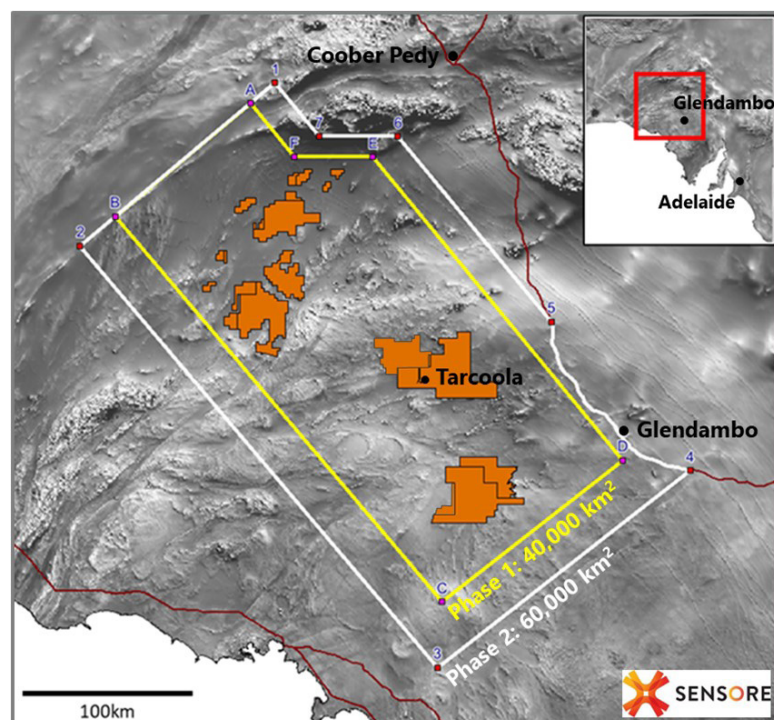 Coober Pedy
Glendambo
Adelaide
1
A
7
6
F
E
B
2
5
Tarcoola
Glendambo
D
4
Phase 1: 40,000 km²
C
Phase 2: 60,000 km²
3
100km
SENSORE